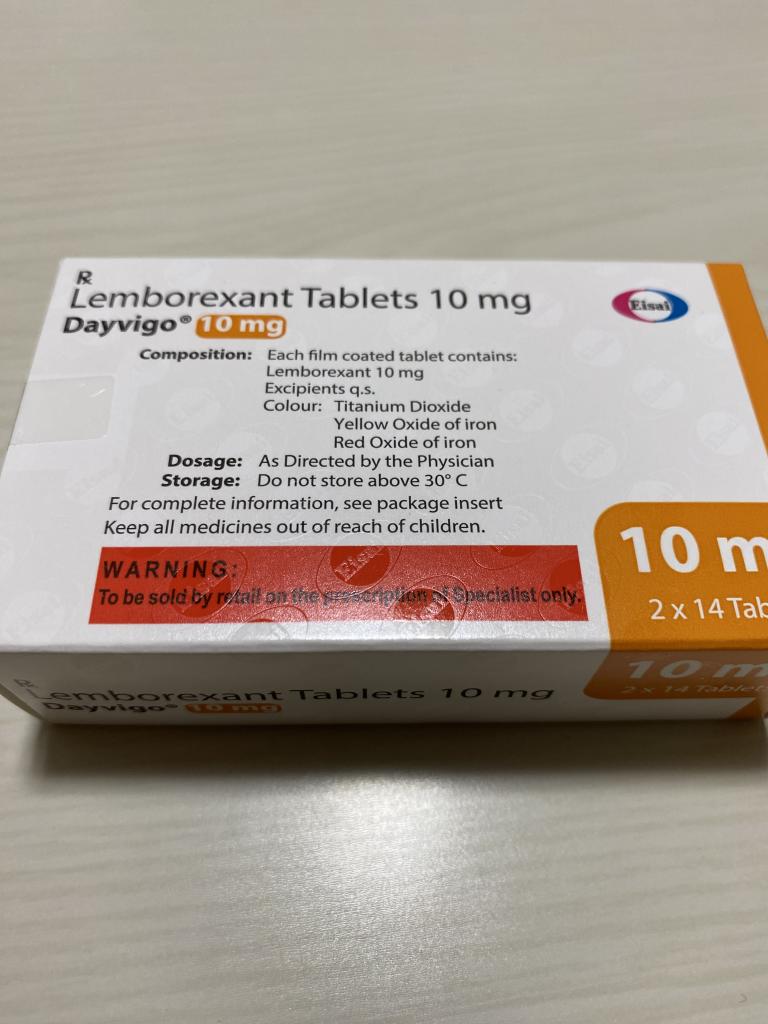 ℞
Lemborexant Tablets 10 mg
Dayvigo® 10 mg
Eisai
Composition: Each film coated tablet contains:
Lemborexant 10 mg
Excipients q.s.
Colour: Titanium Dioxide
Yellow Oxide of iron
Red Oxide of iron
Dosage: As Directed by the Physician
Storage: Do not store above 30° C
For complete information, see package insert
Keep all medicines out of reach of children.
WARNING:
To be sold by retail on the prescription of Specialist only.
10 m
2 x 14 Tab
℞
Lemborexant Tablets 10 mg
Dayvigo® 10 mg
10 m
2 x 14 Tablets